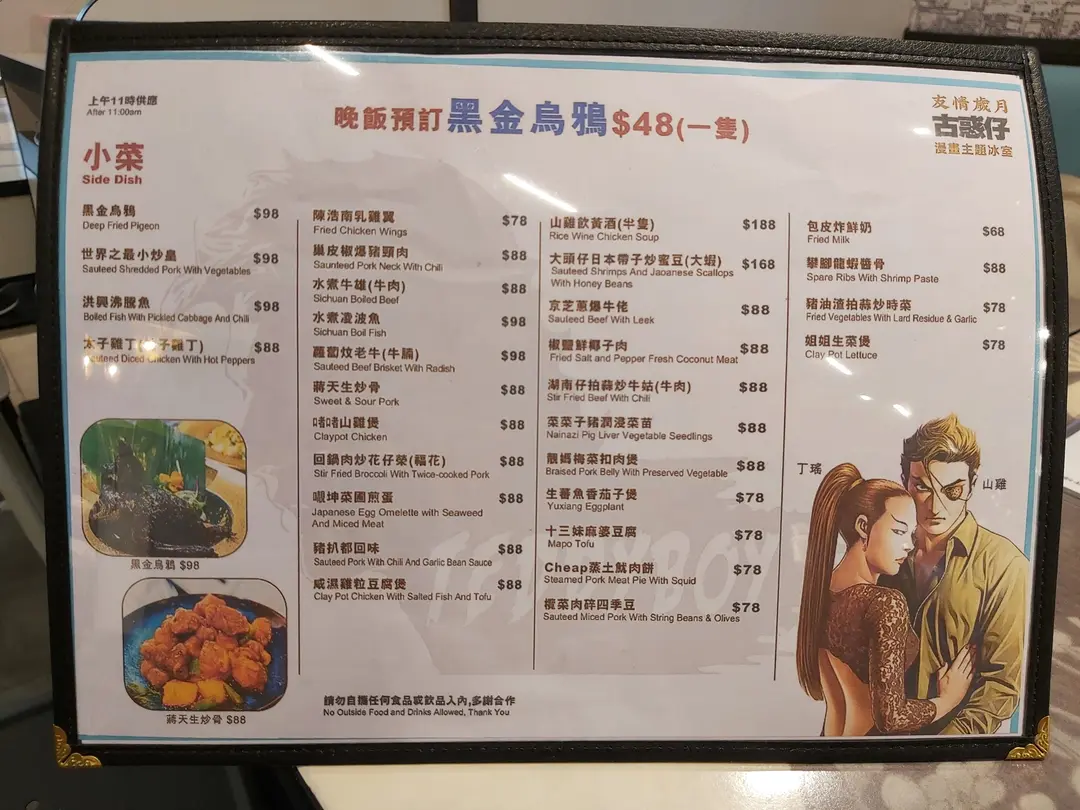 上午11時供應
After 11:00am
晚飯預訂黑金烏鴉$48(一隻)
友情歲月
古惑仔
漫畫主題冰室
小菜
Side Dish
黑金烏鴉 $98
Deep Fried Pigeon
世界之最小炒皇 $98
Sauteed Shredded Pork With Vegetables
洪興沸騰魚 $98
Boiled Fish With Pickled Cabbage And Chili
太子雞丁( 子雞丁) $88
Sauteed Diced Chicken With Hot Peppers
黑金烏鴉 $98
蔣天生炒骨 $88
陳浩南乳雞翼 $78
Fried Chicken Wings
巢皮椒爆豬頸肉 $88
Saunteed Pork Neck With Chili
水煮牛雄(牛肉) $88
Sichuan Boiled Beef
水煮凌波魚 $98
Sichuan Boil Fish
蘿蔔炆老牛(牛腩) $98
Sauteed Beef Brisket With Radish
蔣天生炒骨 $88
Sweet & Sour Pork
啫啫山雞煲 $88
Claypot Chicken
回鍋肉炒花仔榮(福花) $88
Stir Fried Broccoli With Twice-cooked Pork
坤菜圃煎蛋 $88
Japanese Egg Omelette with Seaweed
And Miced Meat
豬扒都回味 $88
Sauteed Pork With Chili And Garlic Bean Sauce
咸濕雞粒豆腐煲 $88
Clay Pot Chicken With Salted Fish And Tofu
山雞飲黃酒(半隻) $188
Rice Wine Chicken Soup
大頭仔日本帶子炒蜜豆(大蝦) $168
Sauteed Shrimps And Japanese Scallops
With Honey Beans
京芝蔥爆牛佬 $88
Sauteed Beef With Leek
椒鹽鮮椰子肉 $88
Fried Salt and Pepper Fresh Coconut Meat
湖南仔拍蒜炒牛姑(牛肉) $88
Stir Fried Beef With Chili
菜菜子豬潤浸菜苗 $88
Nainazi Pig Liver Vegetable Seedlings
靚媽梅菜扣肉煲 $88
Braised Pork Belly With Preserved Vegetable
生蕃魚香茄子煲 $78
Yuxiang Eggplant
十三妹麻婆豆腐 $78
Mapo Tofu
Cheap蒸土魷肉餅 $78
Steamed Pork Meat Pie With Squid
欖菜肉碎四季豆 $78
Sauteed Miced Pork With String Beans & Olives
包皮炸鮮奶 $68
Fried Milk
攀腳龍蝦醬骨 $88
Spare Ribs With Shrimp Paste
豬油渣拍蒜炒時菜 $78
Fried Vegetables With Lard Residue & Garlic
姐姐生菜煲 $78
Clay Pot Lettuce
丁瑤
山雞
TEDDYBOY
請勿自攜任何食品或飲品入內,多謝合作
No Outside Food and Drinks Allowed, Thank You